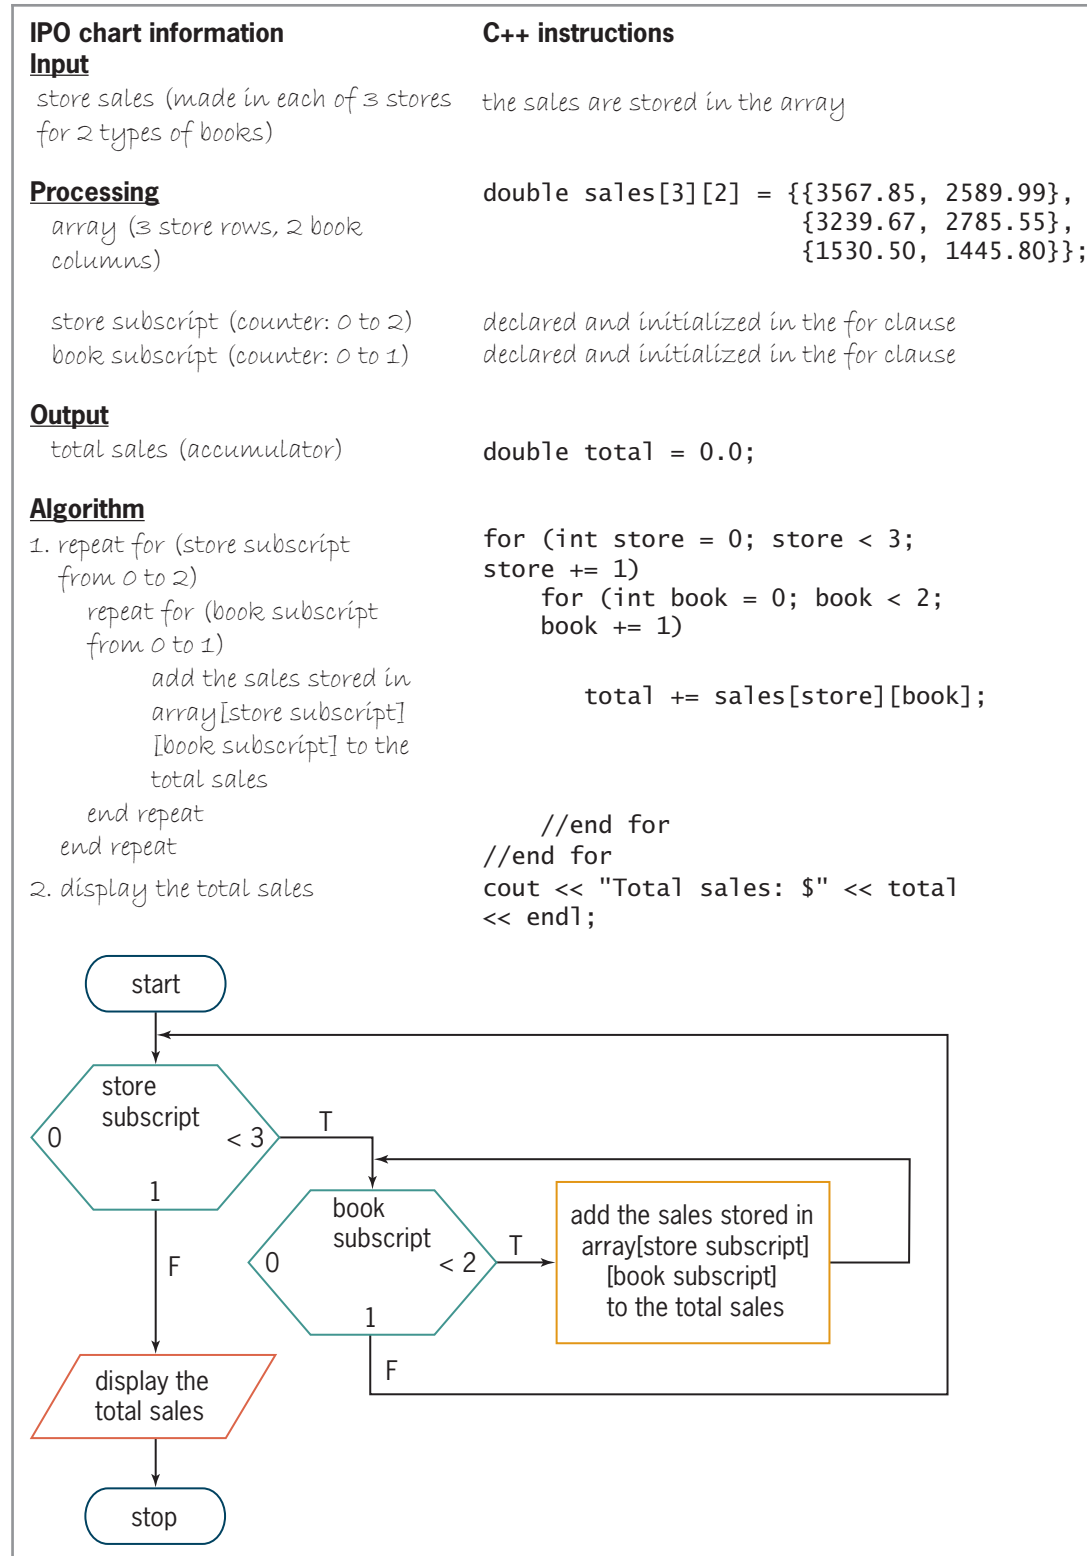 IPO chart information
C++ instructions
Input
store sales (made in each of 3 stores
for 2 types of books)
the sales are stored in the array
Processing
array (3 store rows, 2 book
columns)
double sales[3][2] = {{3567.85, 2589.99},
{3239.67, 2785.55},
{1530.50, 1445.80}};
store subscript (counter: 0 to 2)
declared and initialized in the for clause
book subscript (counter: 0 to 1)
declared and initialized in the for clause
Output
total sales (accumulator)
double total = 0.0;
Algorithm
1. repeat for (store subscript
from 0 to 2)
repeat for (book subscript
from 0 to 1)
add the sales stored in
array[store subscript]
[book subscript] to the
total sales
end repeat
end repeat
2. display the total sales
for (int store = 0; store < 3;
store += 1)
for (int book = 0; book < 2;
book += 1)
total += sales[store][book];
//end for
//end for
cout << "Total sales: $" << total
<< endl;
start
store
subscript
0
< 3
1
T
F
book
subscript
0
< 2
1
T
F
add the sales stored in
array[store subscript]
[book subscript]
to the total sales
display the
total sales
stop